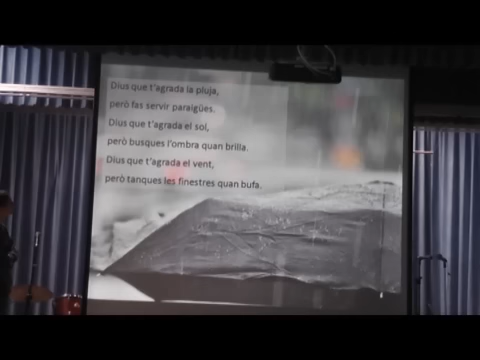 Dius que t'agrada la pluja,
però fas servir paraigües.
Dius que t'agrada el sol,
però busques l'ombra quan brilla.
Dius que t'agrada el vent,
però tanques les finestres quan bufa.